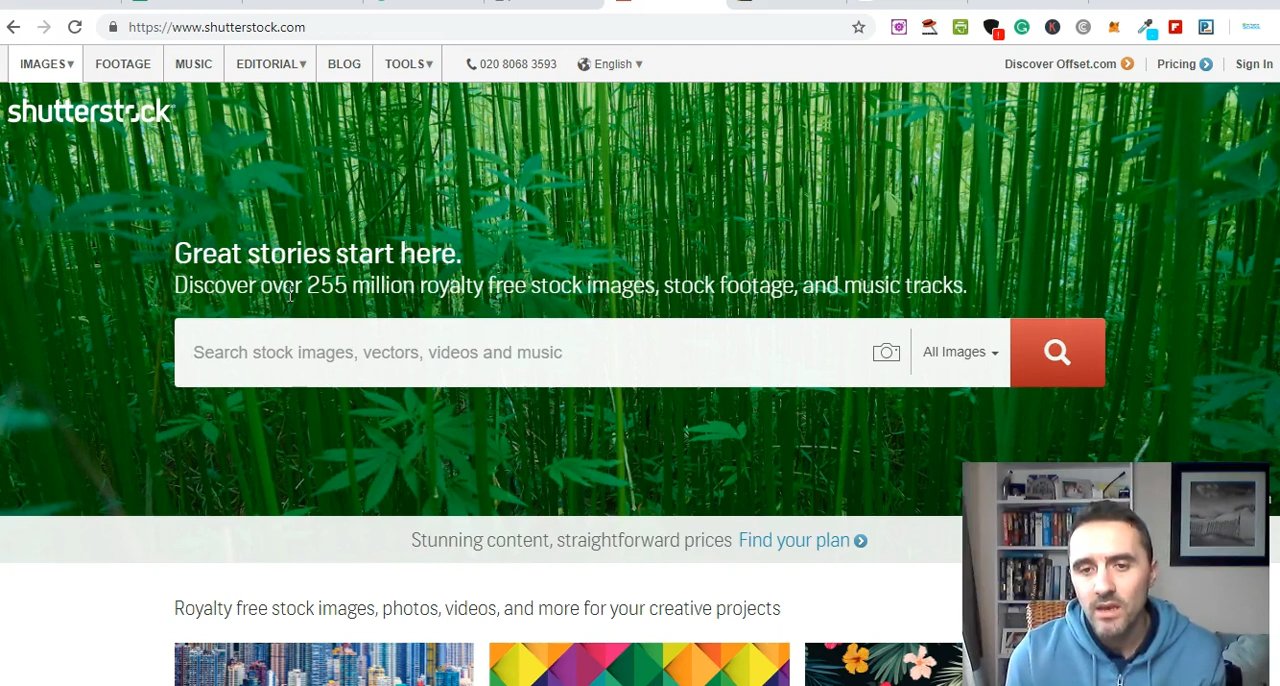 https://www.shutterstock.com
IMAGES▾ FOOTAGE MUSIC EDITORIAL▾ BLOG TOOLS▾ 020 8068 3593 English ▾ Discover Offset.com Pricing Sign In
shutterstock
Great stories start here.
Discover over 255 million royalty free stock images, stock footage, and music tracks.
Search stock images, vectors, videos and music All Images
Stunning content, straightforward prices Find your plan
Royalty free stock images, photos, videos, and more for your creative projects